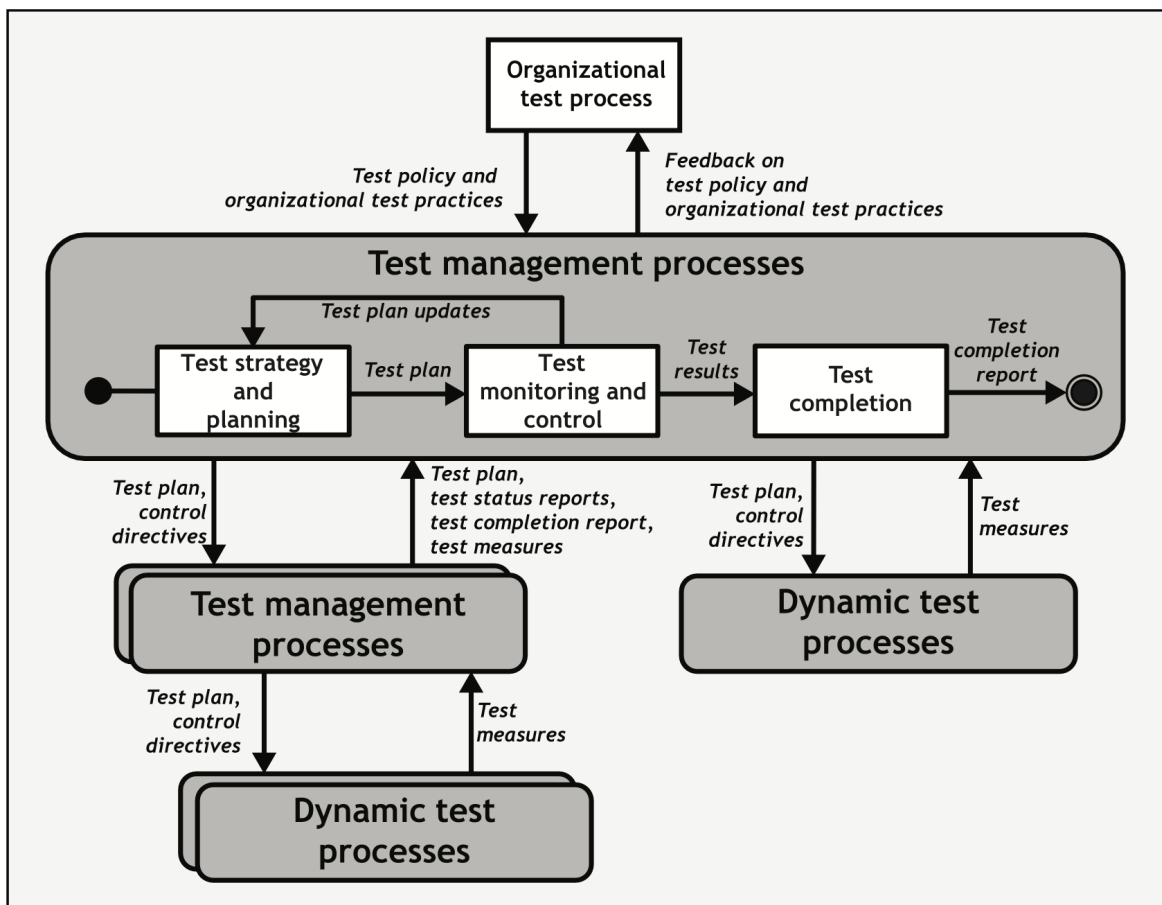 Organizational
test process
Test policy and
organizational test practices
Feedback on
test policy and
organizational test practices
Test management processes
Test plan updates
Test strategy
and
planning
Test plan
Test
monitoring and
control
Test
results
Test
completion
Test
completion
report
Test plan,
control
directives
Test plan,
test status reports,
test completion report,
test measures
Test plan,
control
directives
Test
measures
Test management
processes
Dynamic test
processes
Test plan,
control
directives
Test
measures
Dynamic test
processes